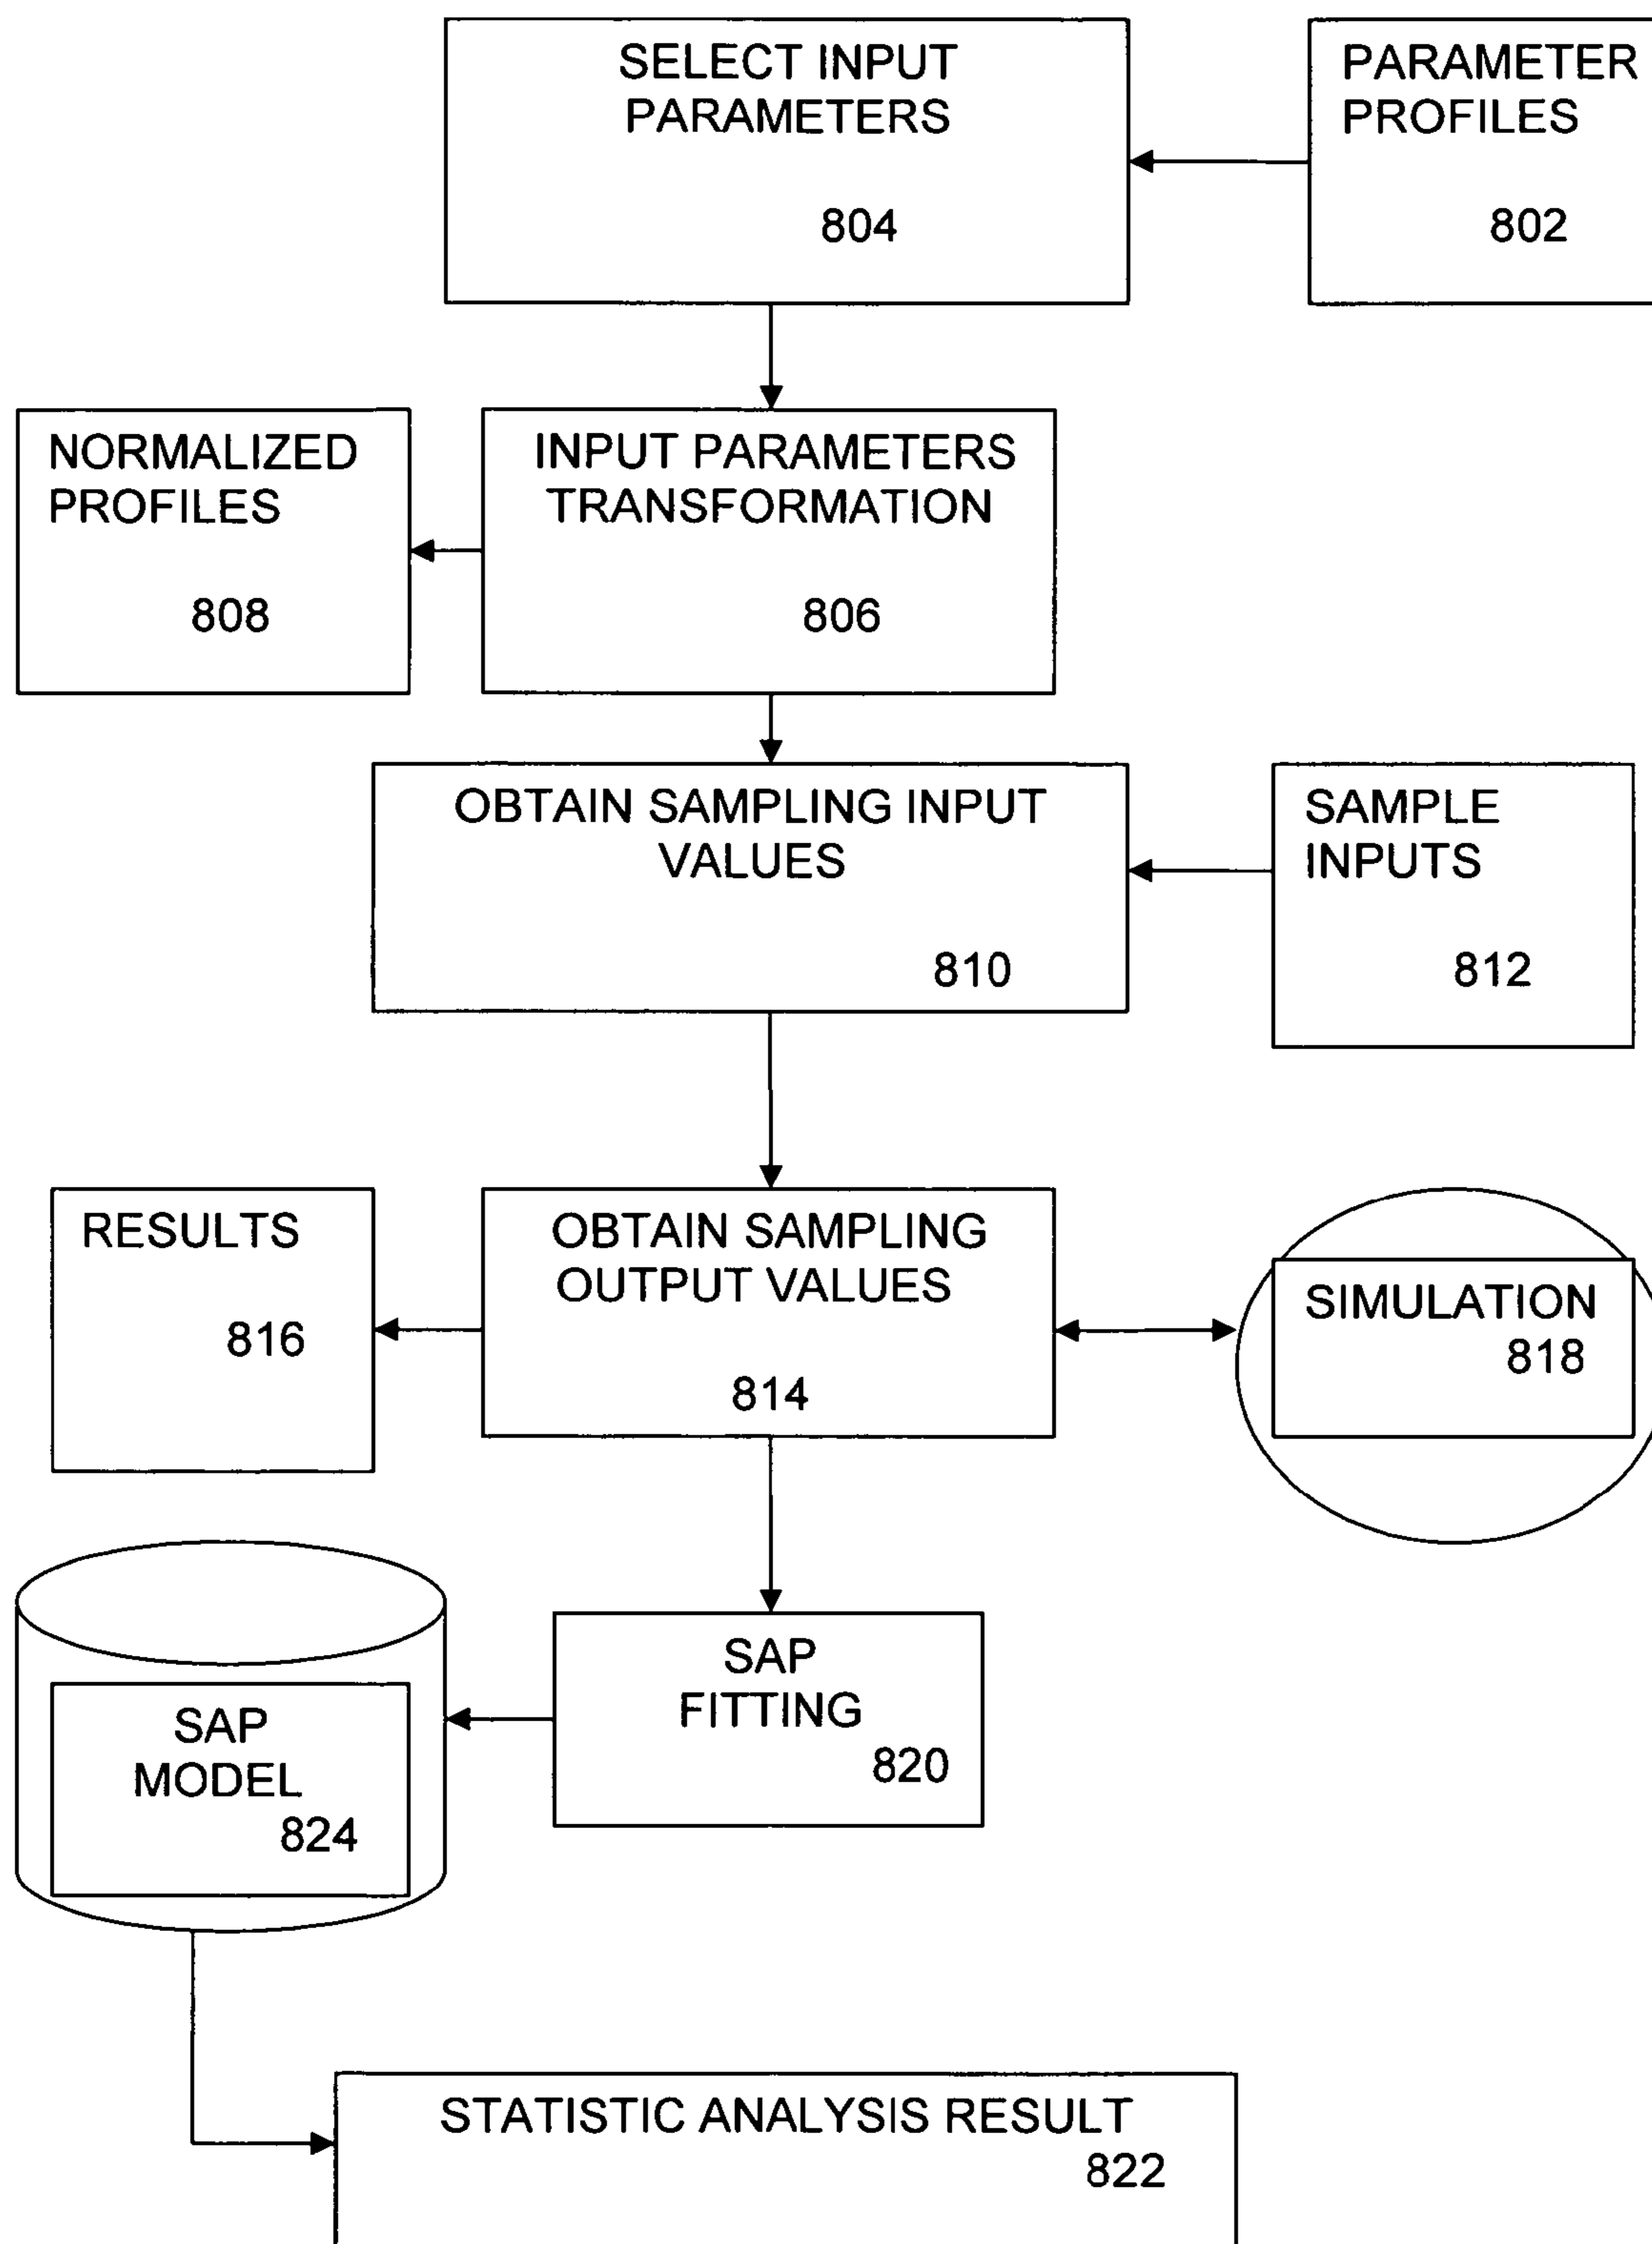 SELECT INPUT
PARAMETERS
804
PARAMETER
PROFILES
802
NORMALIZED
PROFILES
808
INPUT PARAMETERS
TRANSFORMATION
806
OBTAIN SAMPLING INPUT
VALUES
810
SAMPLE
INPUTS
812
RESULTS
816
OBTAIN SAMPLING
OUTPUT VALUES
814
SIMULATION
818
SAP
FITTING
820
SAP
MODEL
824
STATISTIC ANALYSIS RESULT
822